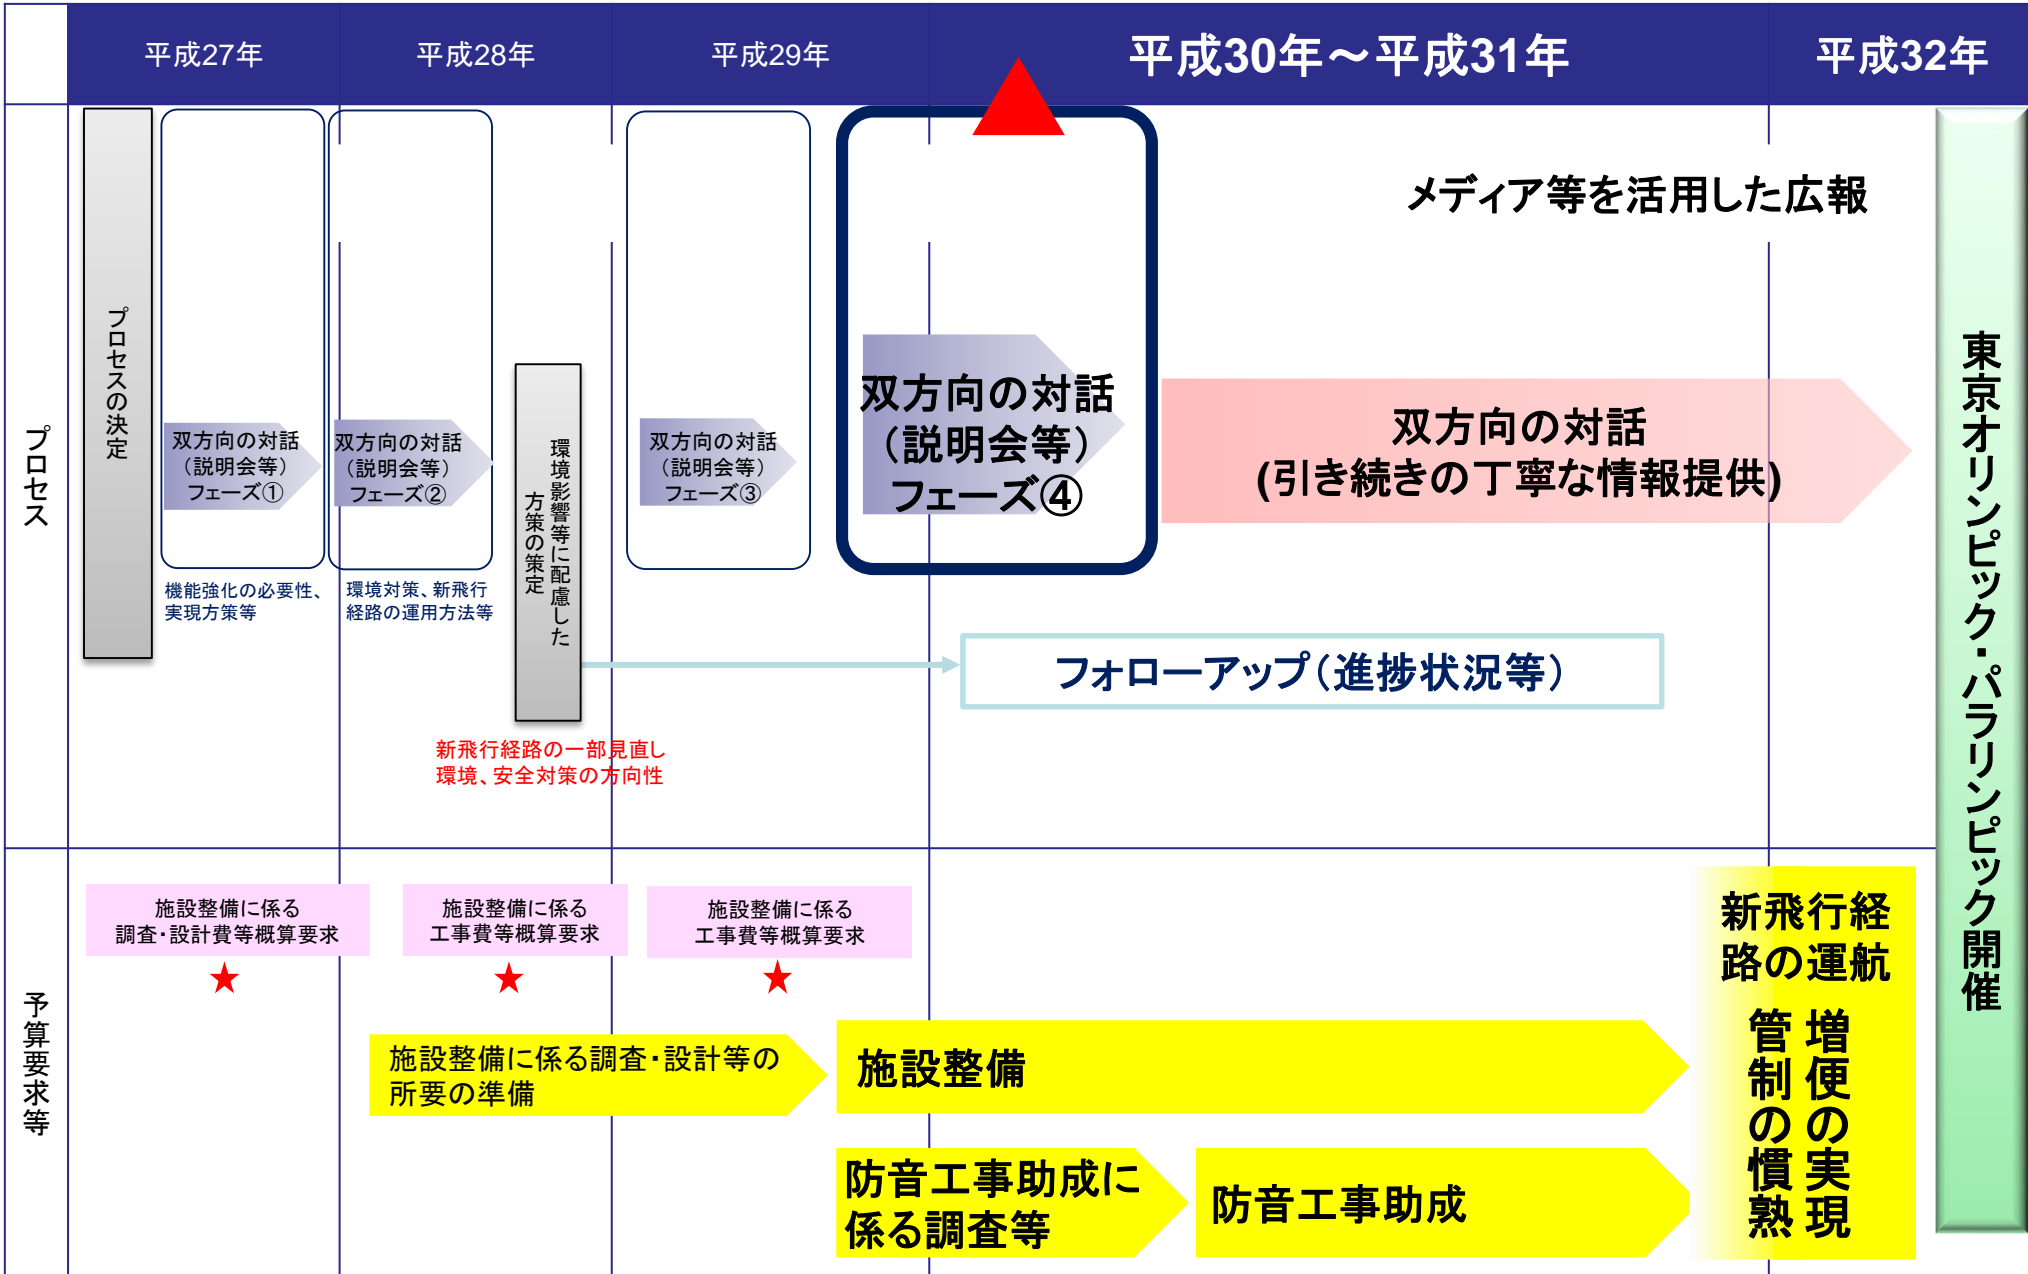 平成27年
平成28年
平成29年
平成30年～平成31年
平成32年
プロセス
プロセスの決定
双方向の対話
（説明会等）
フェーズ①
機能強化の必要性、
実現方策等
双方向の対話
（説明会等）
フェーズ②
環境対策、新飛行
経路の運用方法等
環境影響等に配慮した
方策の策定
新飛行経路の一部見直し
環境、安全対策の方向性
双方向の対話
（説明会等）
フェーズ③
双方向の対話
（説明会等）
フェーズ④
メディア等を活用した広報
双方向の対話
(引き続きの丁寧な情報提供)
フォローアップ（進捗状況等）
東京オリンピック・パラリンピック開催
予算要求等
施設整備に係る
調査・設計費等概算要求
★
施設整備に係る
工事費等概算要求
★
施設整備に係る
工事費等概算要求
★
施設整備に係る調査・設計等の
所要の準備
施設整備
防音工事助成に
係る調査等
防音工事助成
新飛行経
路の運航
増便の実現
管制の慣熟